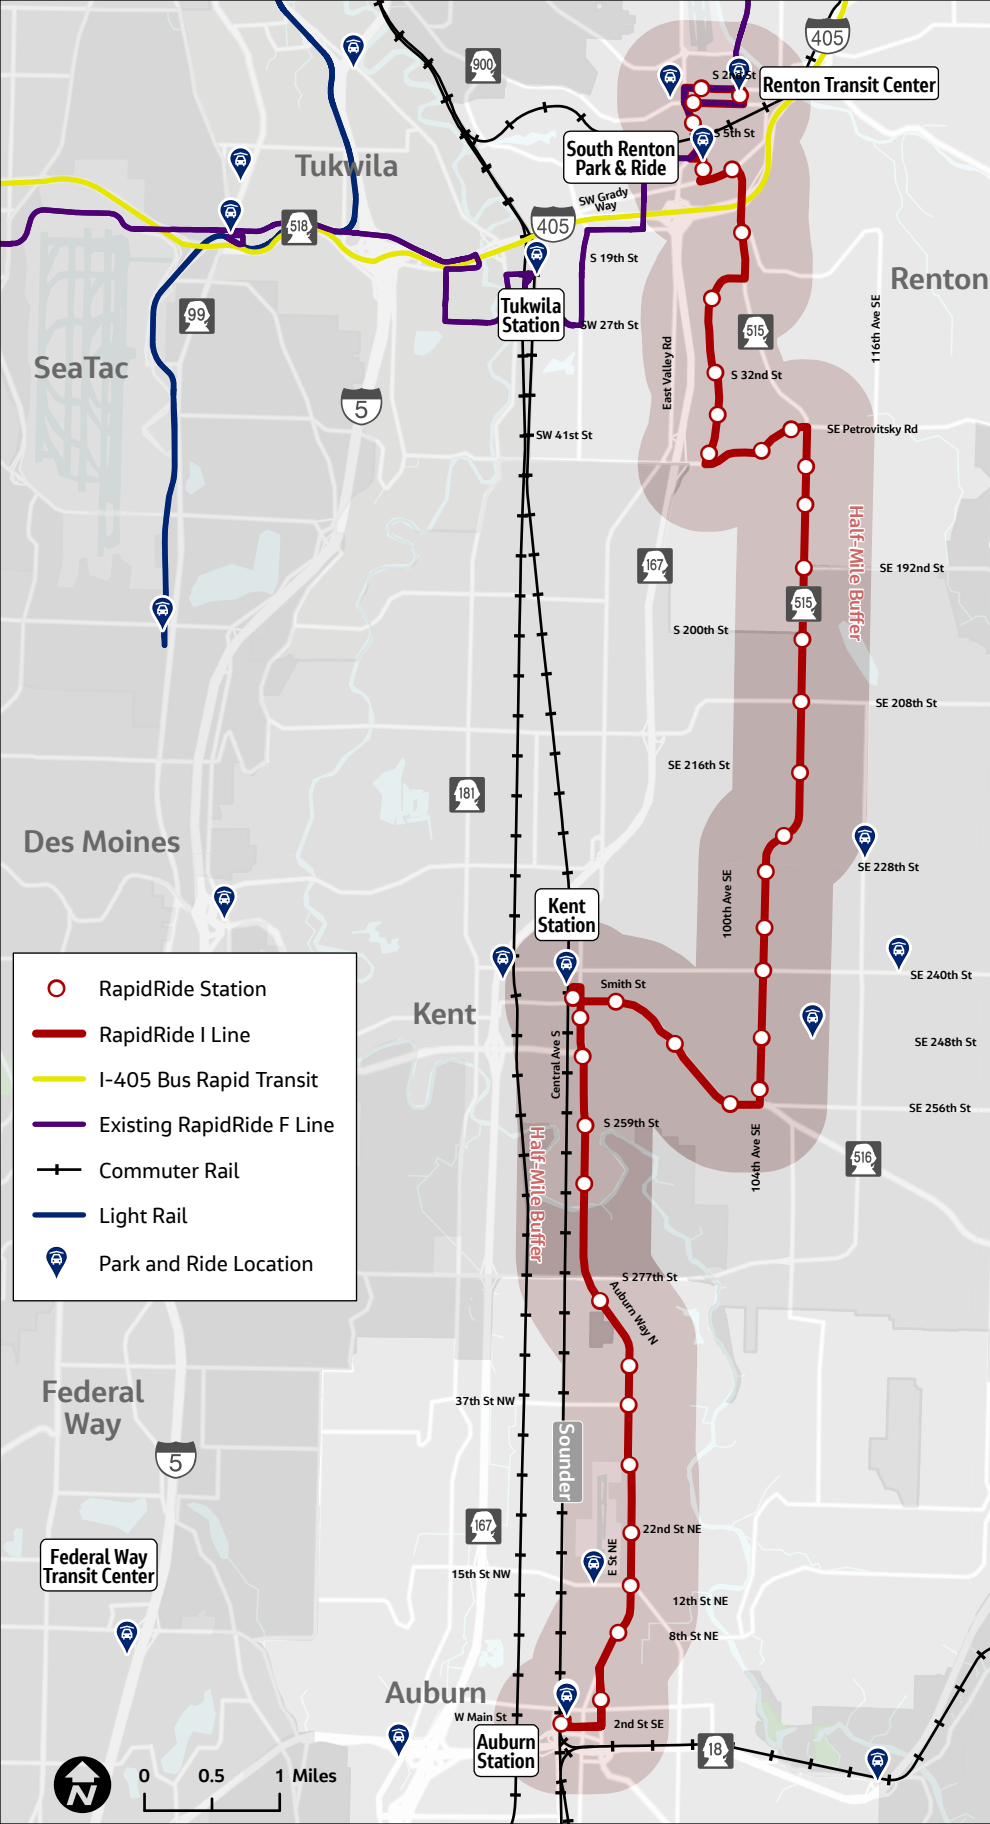 405
900
S 2nd St
Renton Transit Center
S 5th St
South Renton
Park & Ride
Tukwila
SW Grady
Way
518
405
S 19th St
Renton
Tukwila
Station
SW 27th St
99
515
116th Ave SE
East Valley Rd
SeaTac
S 32nd St
5
SW 41st St
SE Petrovitsky Rd
Half-Mile Buffer
167
SE 192nd St
515
S 200th St
SE 208th St
SE 216th St
181
Des Moines
SE 228th St
100th Ave SE
Kent
Station
SE 240th St
Smith St
Kent
Central Ave S
SE 248th St
RapidRide Station
RapidRide I Line
I-405 Bus Rapid Transit
Existing RapidRide F Line
Commuter Rail
Light Rail
Park and Ride Location
SE 256th St
S 259th St
104th Ave SE
516
Half-Mile Buffer
S 277th St
Auburn Way N
Federal
Way
37th St NW
Sounder
5
167
22nd St NE
E St NE
Federal Way
Transit Center
15th St NW
12th St NE
8th St NE
Auburn
W Main St
2nd St SE
Auburn
Station
18
N
0 0.5 1 Miles